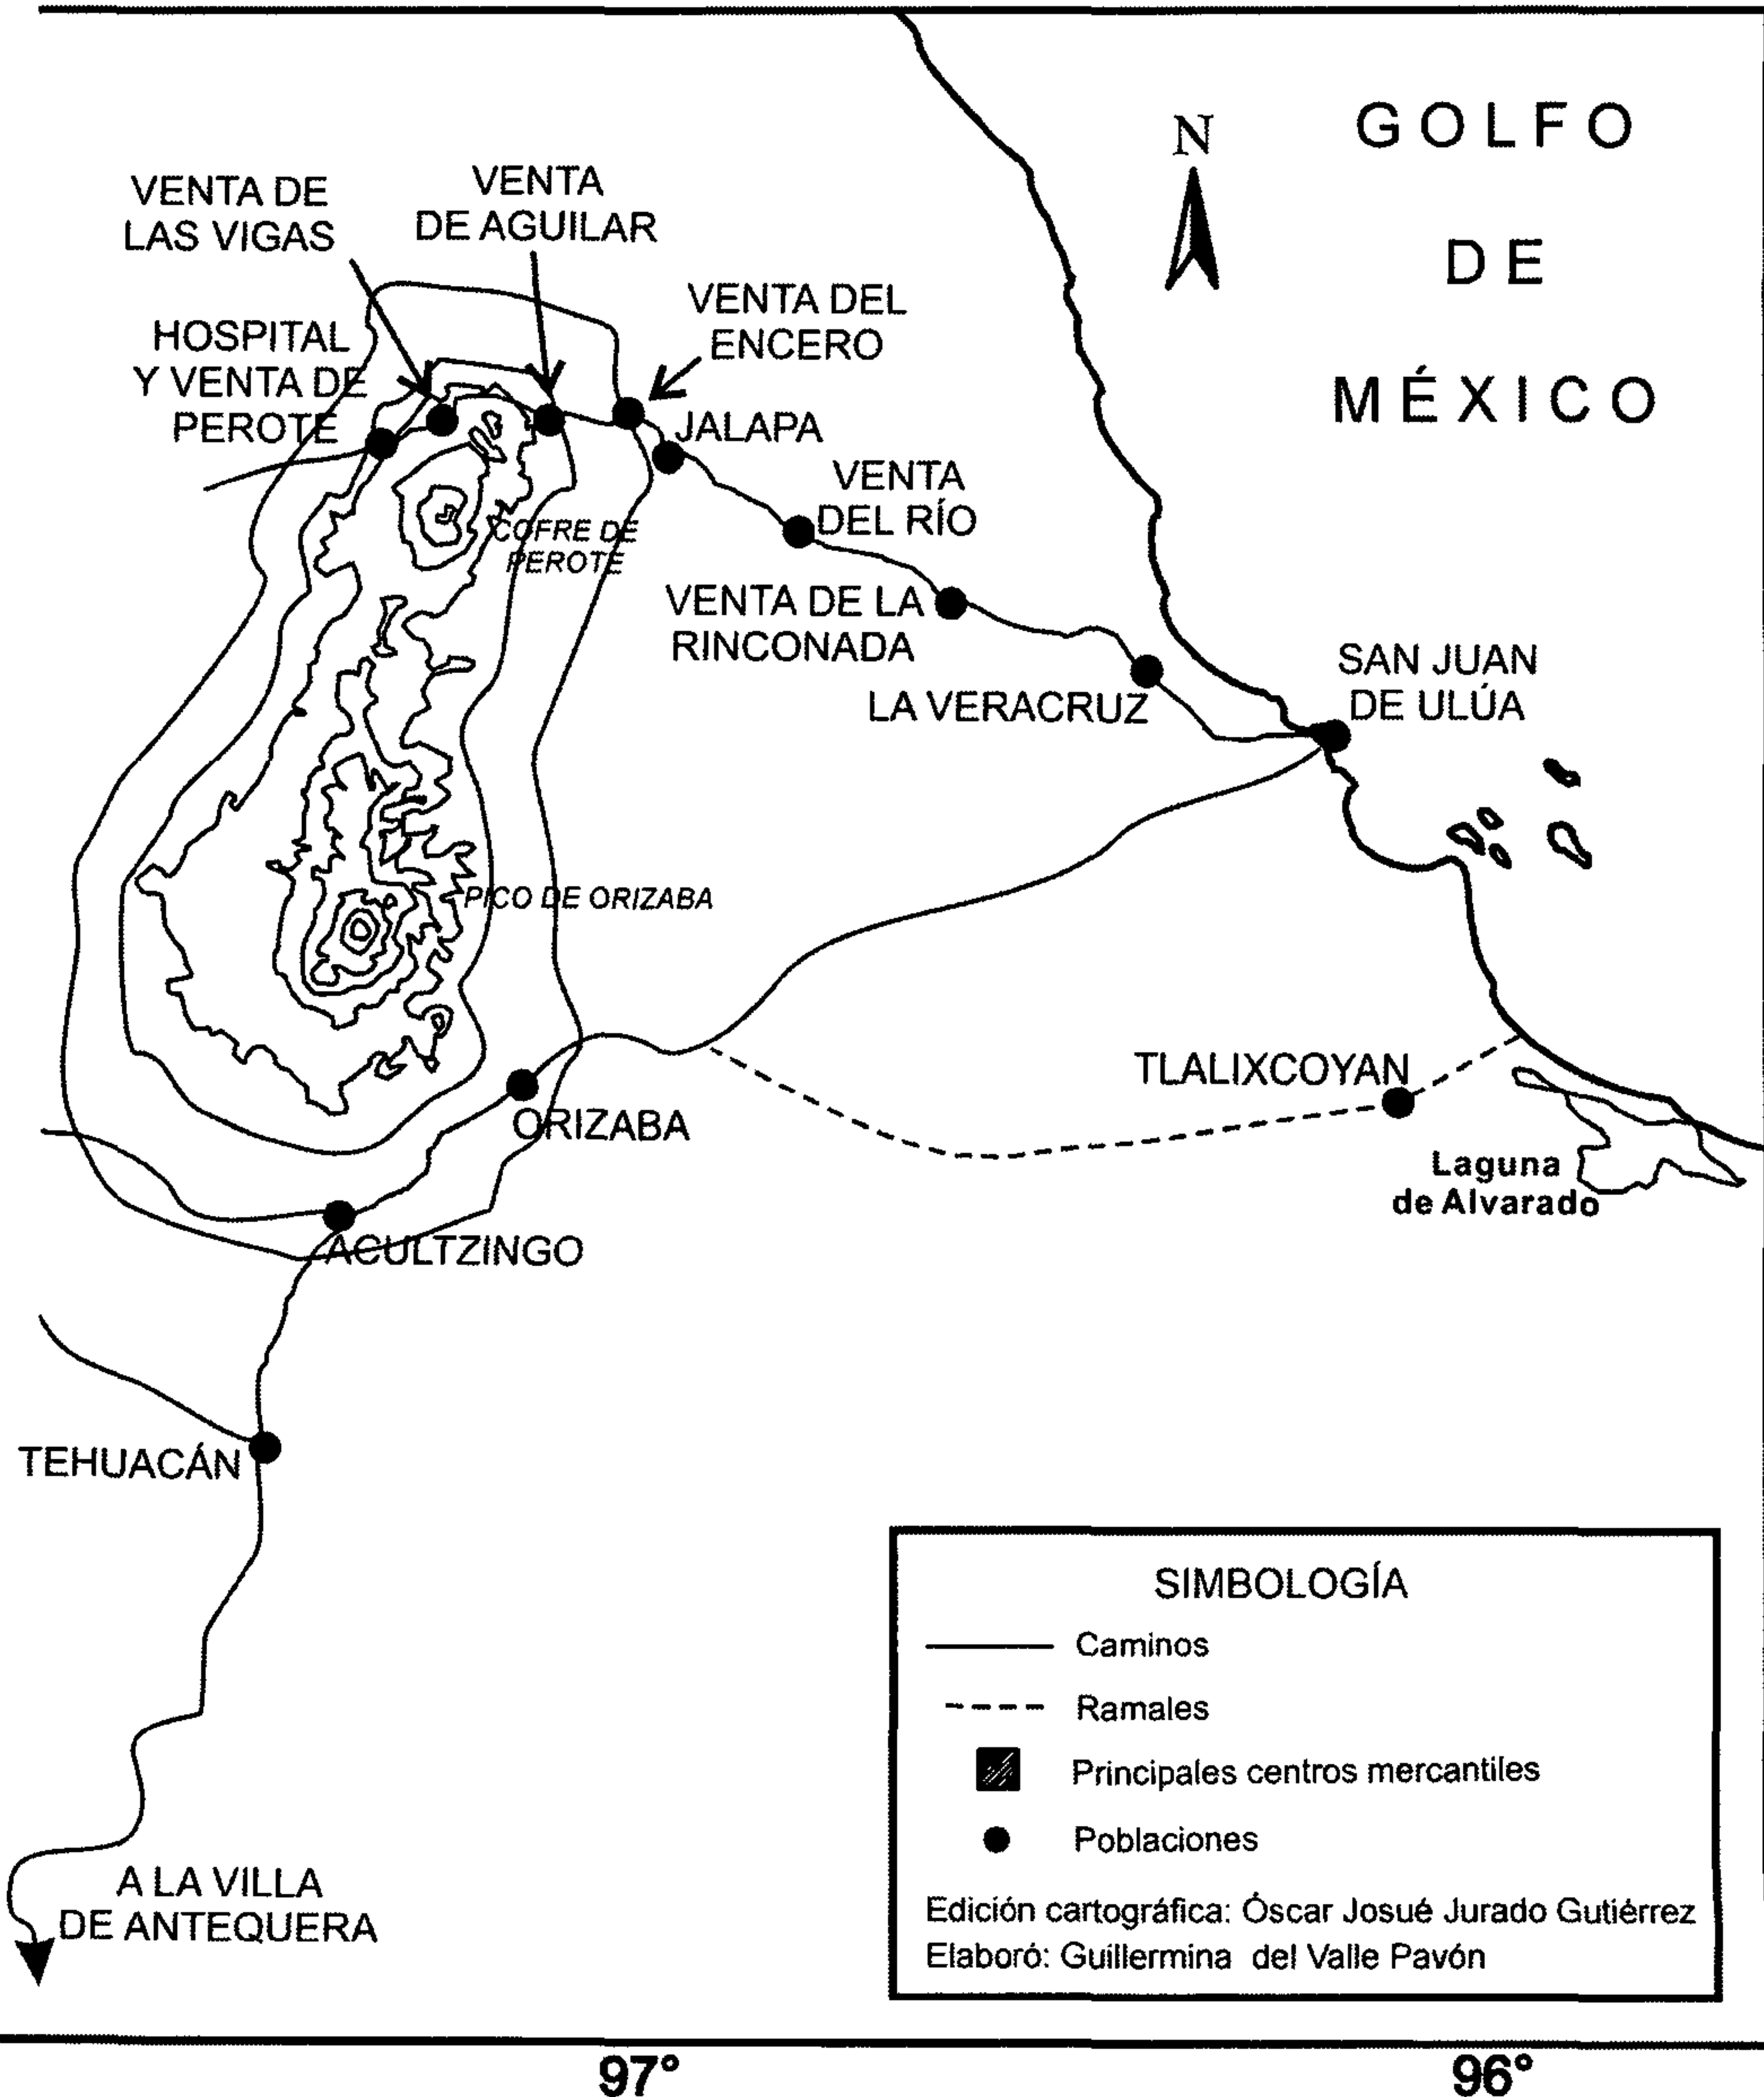 GOLFO
DE
MÉXICO
N
VENTA DE
LAS VIGAS
VENTA
DE AGUILAR
VENTA DEL
ENCERO
HOSPITAL
Y VENTA DE
PEROTE
JALAPA
VENTA
DEL RÍO
COFRE DE
PEROTE
VENTA DE LA
RINCONADA
LA VERACRUZ
SAN JUAN
DE ULÚA
PICO DE ORIZABA
TLALIXCOYAN
ORIZABA
Laguna
de Alvarado
ACULTZINGO
TEHUACÁN
A LA VILLA
DE ANTEQUERA
SIMBOLOGÍA
Caminos
Ramales
Principales centros mercantiles
Poblaciones
Edición cartográfica: Óscar Josué Jurado Gutiérrez
Elaboró: Guillermina del Valle Pavón
97°
96°